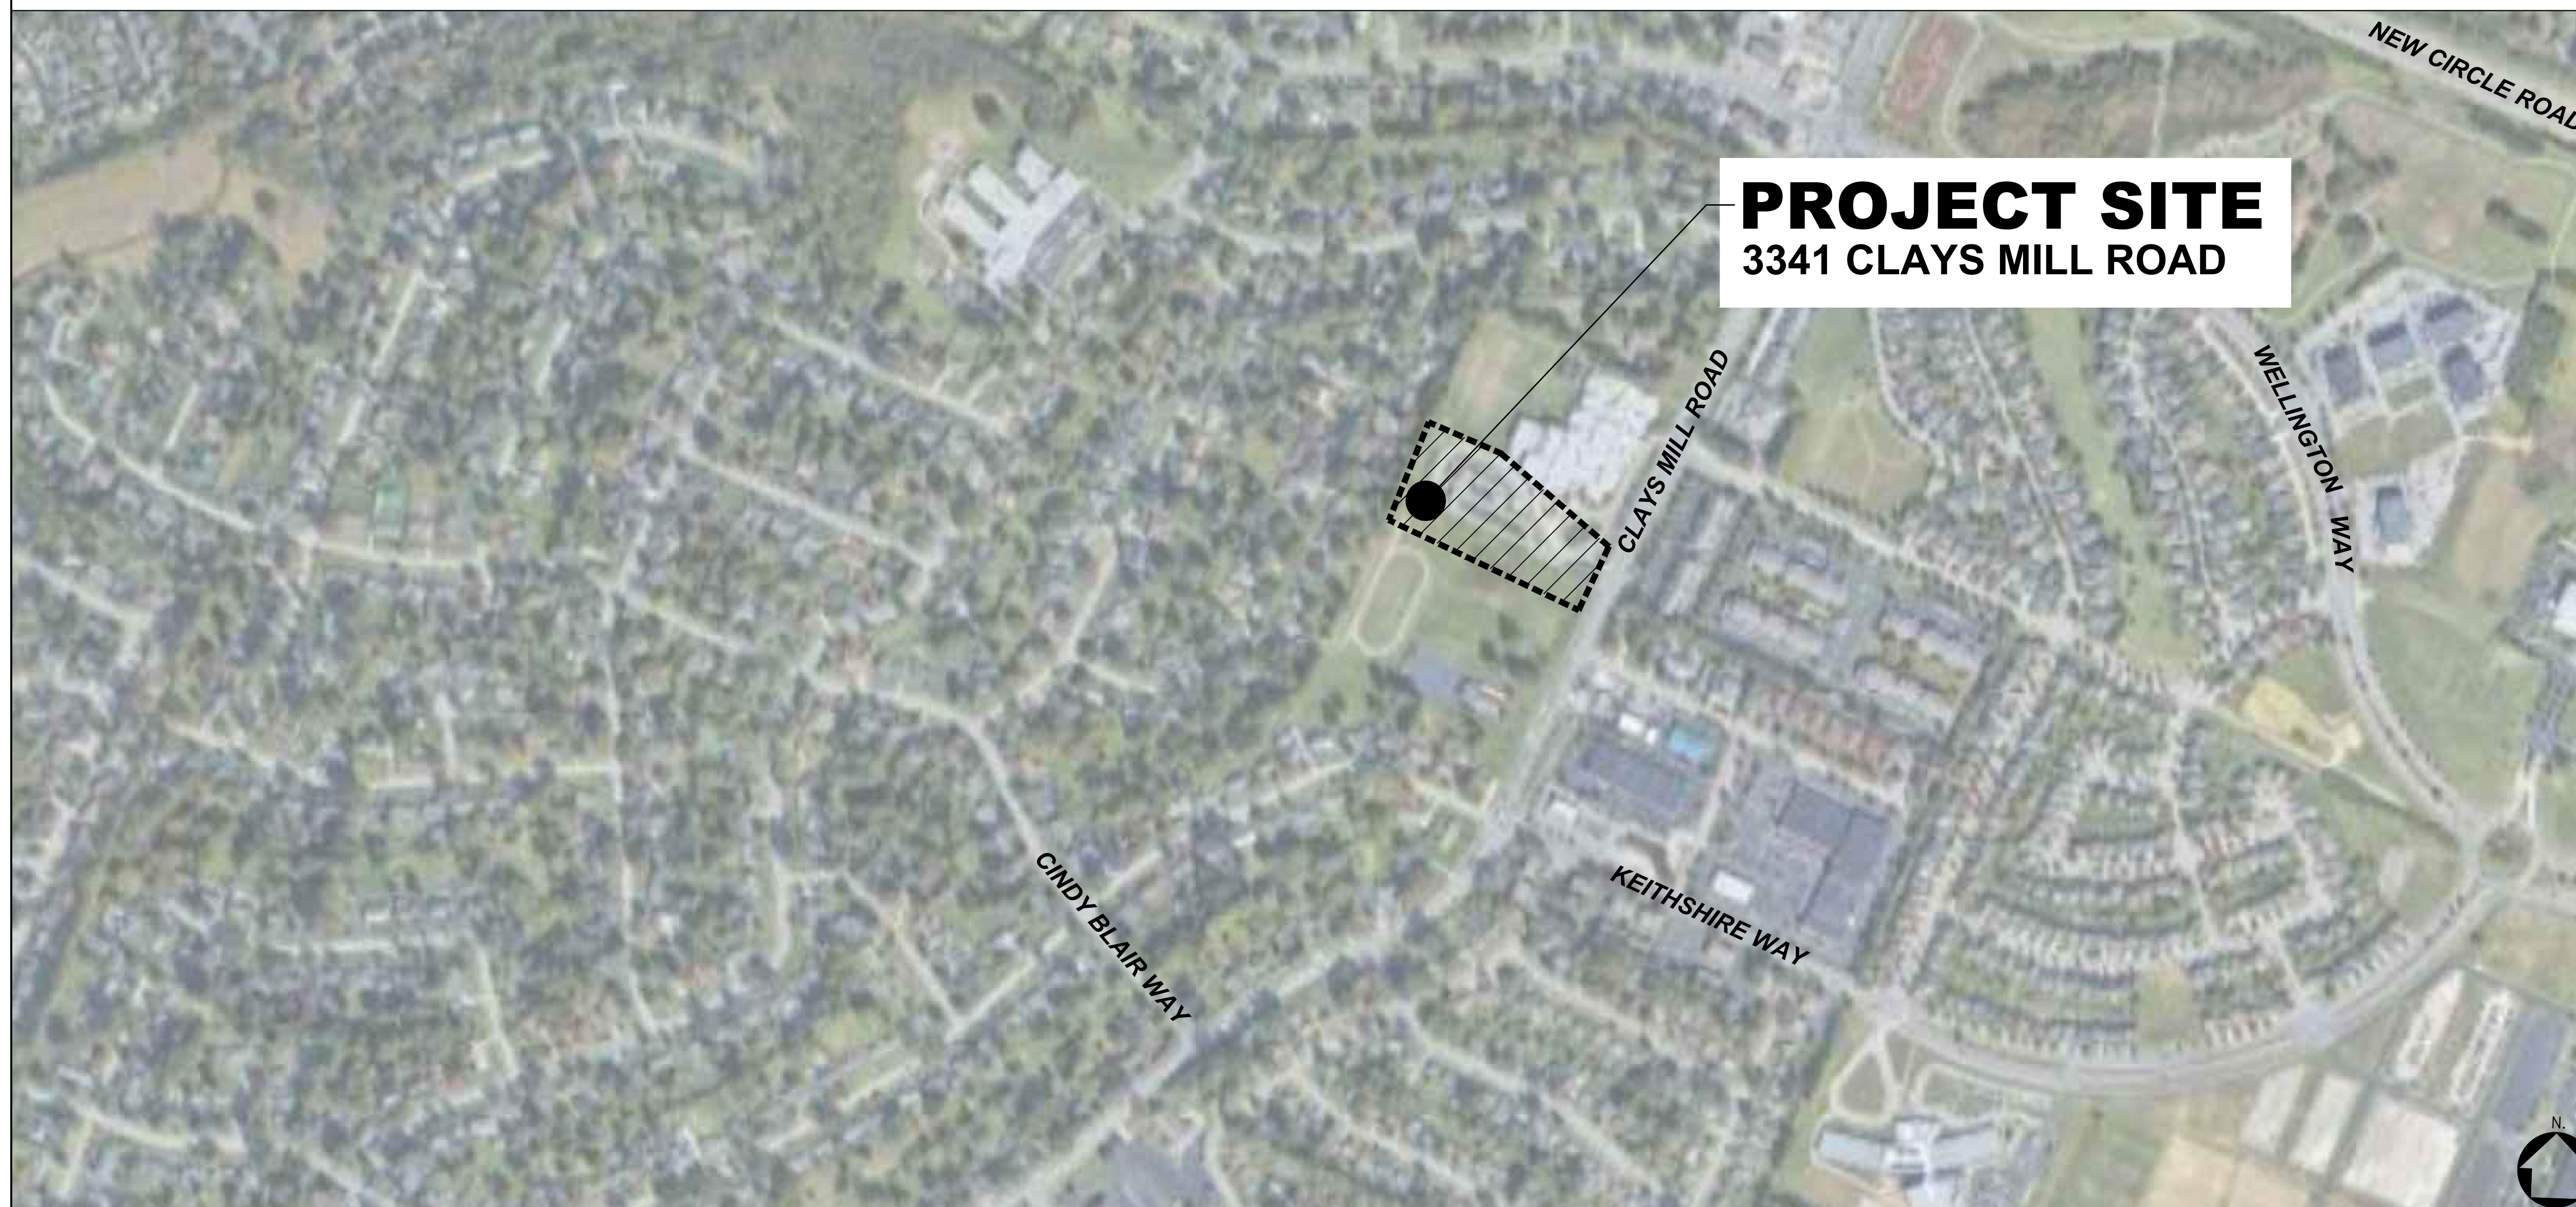 NEW CIRCLE ROAD
PROJECT SITE
3341 CLAYS MILL ROAD
CLAYS MILL ROAD
WELLINGTON WAY
CINDY BLAIR WAY
KEITHSHIRE WAY
N.